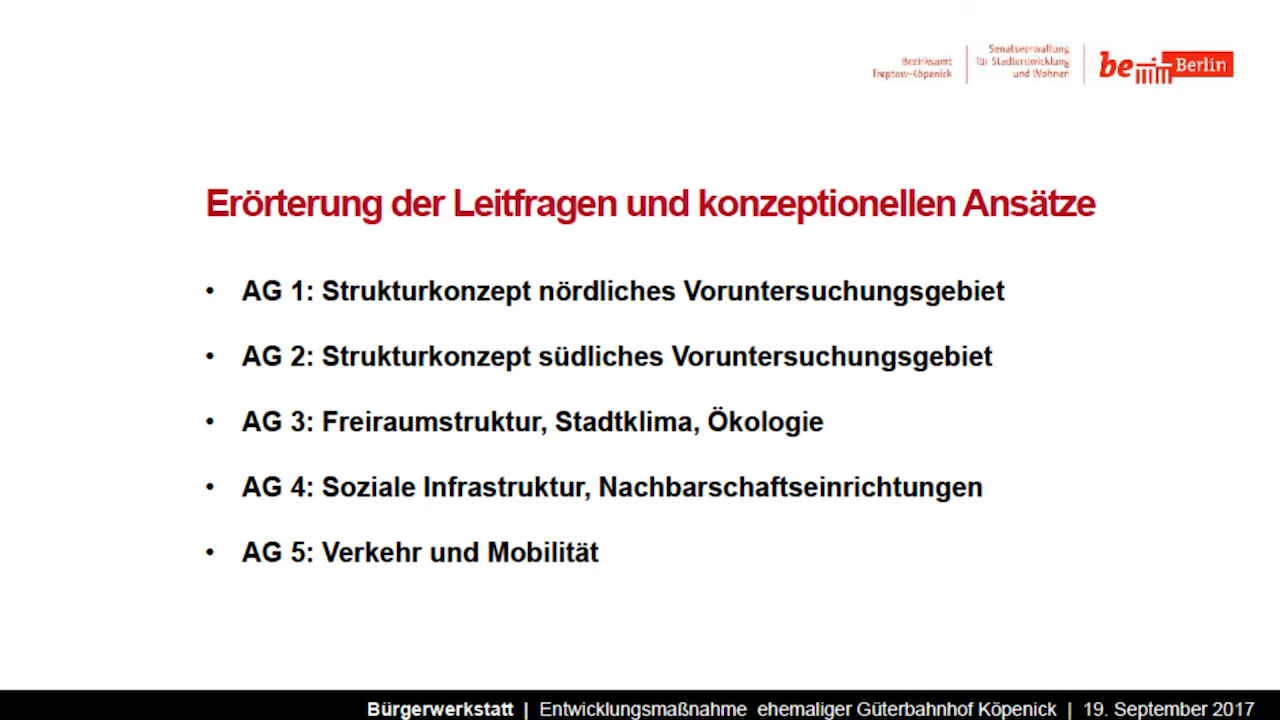 Bezirksamt
Treptow-Köpenick
Senatsverwaltung
für Stadtentwicklung
und Wohnen
be Berlin
Erörterung der Leitfragen und konzeptionellen Ansätze
• AG 1: Strukturkonzept nördliches Voruntersuchungsgebiet
• AG 2: Strukturkonzept südliches Voruntersuchungsgebiet
• AG 3: Freiraumstruktur, Stadtklima, Ökologie
• AG 4: Soziale Infrastruktur, Nachbarschaftseinrichtungen
• AG 5: Verkehr und Mobilität
Bürgerwerkstatt | Entwicklungsmaßnahme ehemaliger Güterbahnhof Köpenick | 19. September 2017